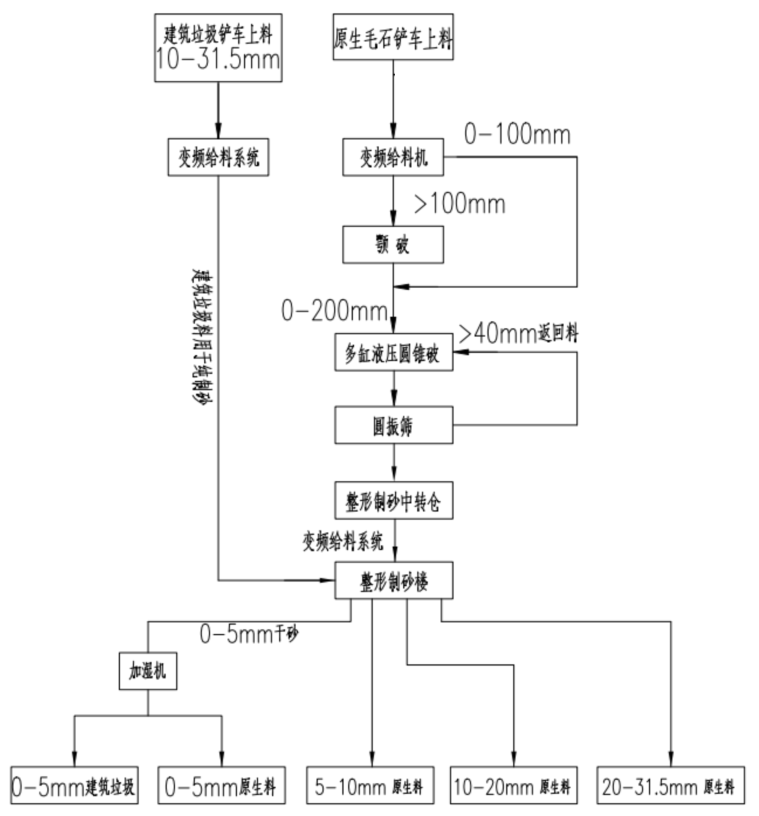 建筑垃圾铲车上料
10-31.5mm
原生毛石铲车上料
变频给料系统
变频给料机
0-100mm
>100mm
颚 破
0-200mm
>40mm返回料
建筑垃圾料用于纯制砂
多缸液压圆锥破
圆振筛
整形制砂中转仓
变频给料系统
整形制砂楼
0-5mm干砂
加湿机
0-5mm建筑垃圾
0-5mm原生料
5-10mm 原生料
10-20mm 原生料
20-31.5mm 原生料